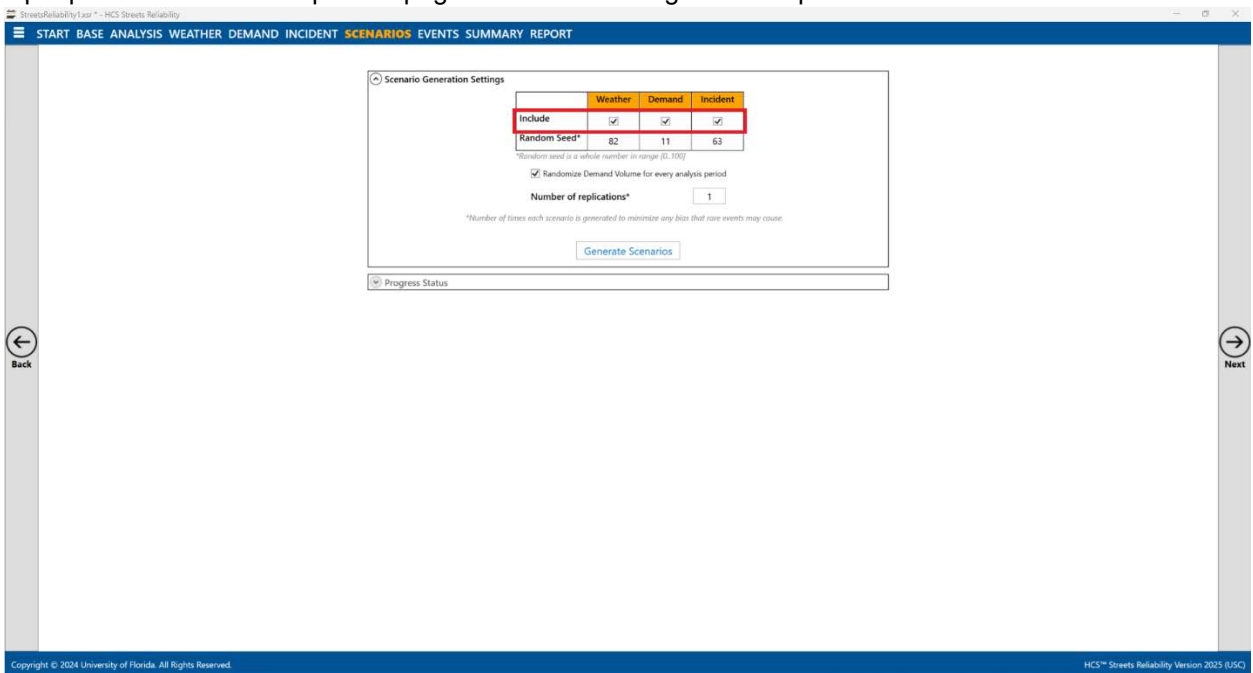 StreetsReliability1.xsr * - HCS Streets Reliability
START BASE ANALYSIS WEATHER DEMAND INCIDENT SCENARIOS EVENTS SUMMARY REPORT
Scenario Generation Settings
Weather Demand Incident
Include
Random Seed* 82 11 63
*Random seed is a whole number in range [0..100]
Randomize Demand Volume for every analysis period
Number of replications* 1
*Number of times each scenario is generated to minimize any bias that rare events may cause.
Generate Scenarios
Progress Status
Back
Next
Copyright © 2024 University of Florida. All Rights Reserved.
HCS™ Streets Reliability Version 2025 (USC)